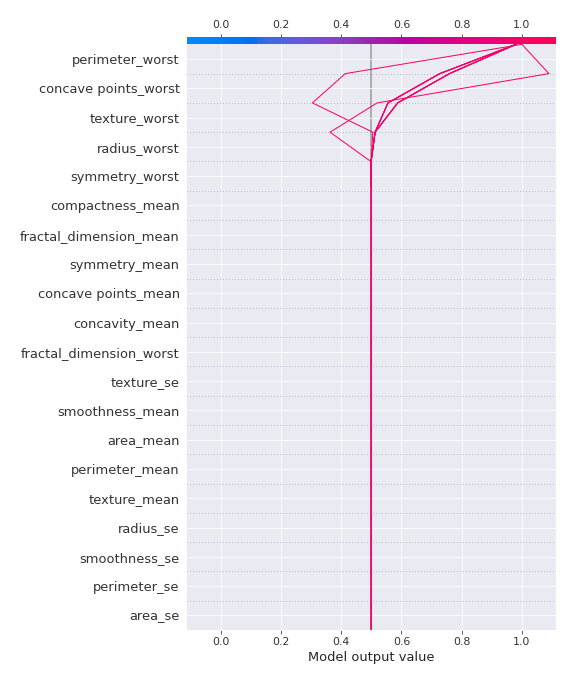 0.0 0.2 0.4 0.6 0.8 1.0
perimeter_worst
concave points_worst
texture_worst
radius_worst
symmetry_worst
compactness_mean
fractal_dimension_mean
symmetry_mean
concave points_mean
concavity_mean
fractal_dimension_worst
texture_se
smoothness_mean
area_mean
perimeter_mean
texture_mean
radius_se
smoothness_se
perimeter_se
area_se
0.0 0.2 0.4 0.6 0.8 1.0
Model output value